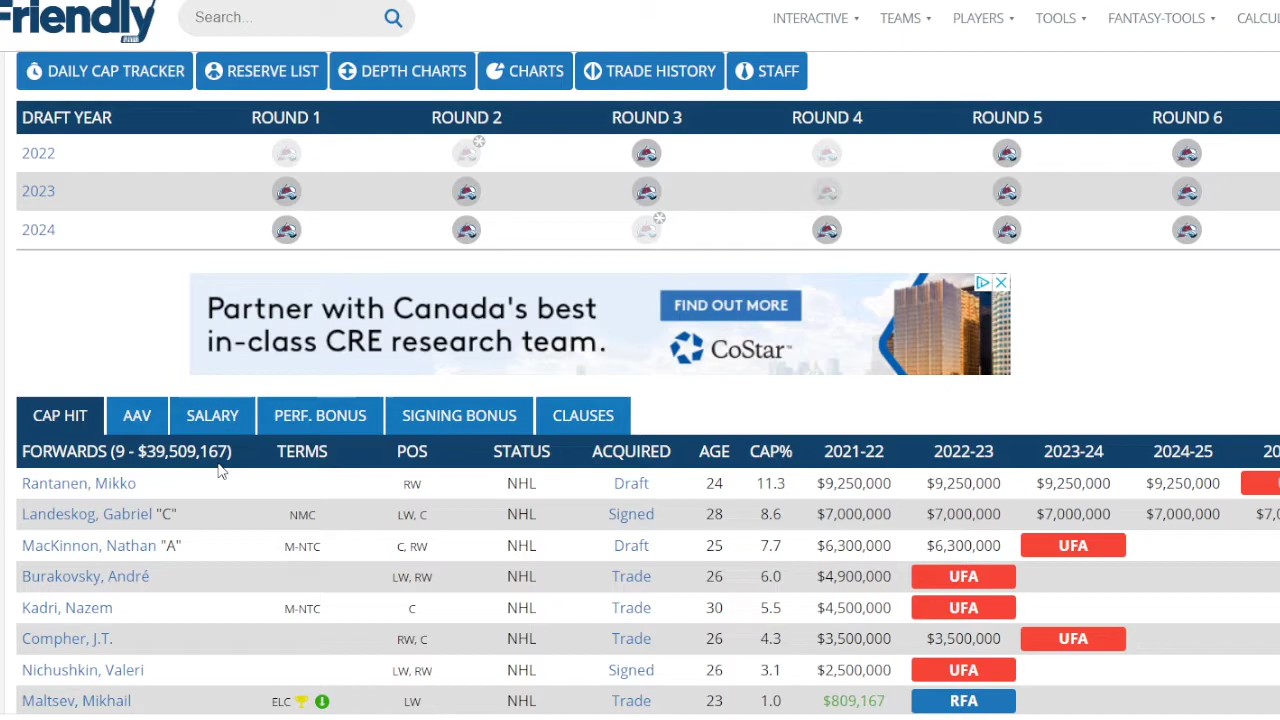 Friendly
Search...
INTERACTIVE TEAMS PLAYERS TOOLS FANTASY-TOOLS CALCU
DAILY CAP TRACKER RESERVE LIST DEPTH CHARTS CHARTS TRADE HISTORY STAFF
DRAFT YEAR ROUND 1 ROUND 2 ROUND 3 ROUND 4 ROUND 5 ROUND 6
2022
2023
2024
Partner with Canada's best
in-class CRE research team.
FIND OUT MORE
CoStar™
CAP HIT AAV SALARY PERF. BONUS SIGNING BONUS CLAUSES
FORWARDS (9 - $39,509,167) TERMS POS STATUS ACQUIRED AGE CAP% 2021-22 2022-23 2023-24 2024-25 20
Rantanen, Mikko RW NHL Draft 24 11.3 $9,250,000 $9,250,000 $9,250,000 $9,250,000
Landeskog, Gabriel "C" NMC LW, C NHL Signed 28 8.6 $7,000,000 $7,000,000 $7,000,000 $7,000,000 $7,0
MacKinnon, Nathan "A" M-NTC C, RW NHL Draft 25 7.7 $6,300,000 $6,300,000 UFA
Burakovsky, André LW, RW NHL Trade 26 6.0 $4,900,000 UFA
Kadri, Nazem M-NTC C NHL Trade 30 5.5 $4,500,000 UFA
Compher, J.T. RW, C NHL Trade 26 4.3 $3,500,000 $3,500,000 UFA
Nichushkin, Valeri LW, RW NHL Signed 26 3.1 $2,500,000 UFA
Maltsev, Mikhail ELC LW NHL Trade 23 1.0 $809,167 RFA